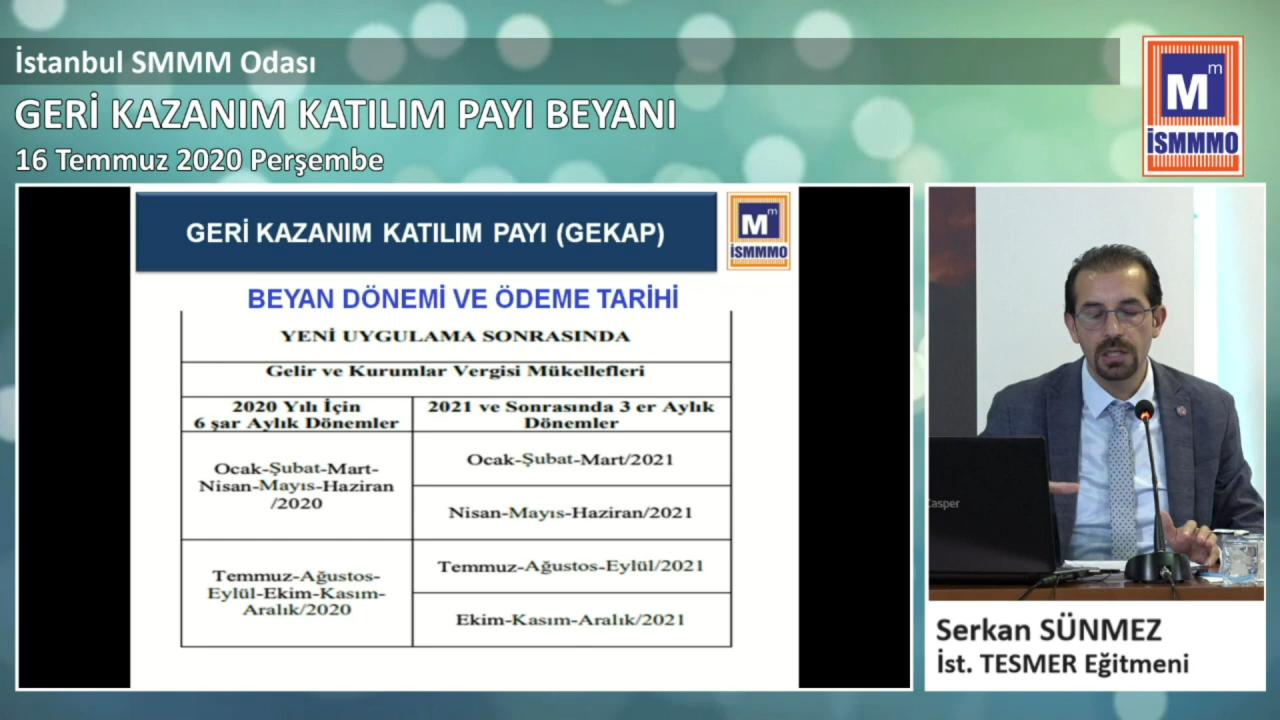 İstanbul SMMM Odası
GERİ KAZANIM KATILIM PAYI BEYANI
16 Temmuz 2020 Perşembe
Mm
İSMMMO
GERİ KAZANIM KATILIM PAYI (GEKAP)
Mm
İSMMMO
BEYAN DÖNEMİ VE ÖDEME TARİHİ
YENİ UYGULAMA SONRASINDA
Gelir ve Kurumlar Vergisi Mükellefleri
2020 Yılı İçin
6 şar Aylık Dönemler
2021 ve Sonrasında 3 er Aylık
Dönemler
Ocak-Şubat-Mart-
Nisan-Mayıs-Haziran
/2020
Ocak-Şubat-Mart/2021
Nisan-Mayıs-Haziran/2021
Temmuz-Ağustos-
Eylül-Ekim-Kasım-
Aralık/2020
Temmuz-Ağustos-Eylül/2021
Ekim-Kasım-Aralık/2021
Casper
Serkan SÜNMEZ
İst. TESMER Eğitmeni